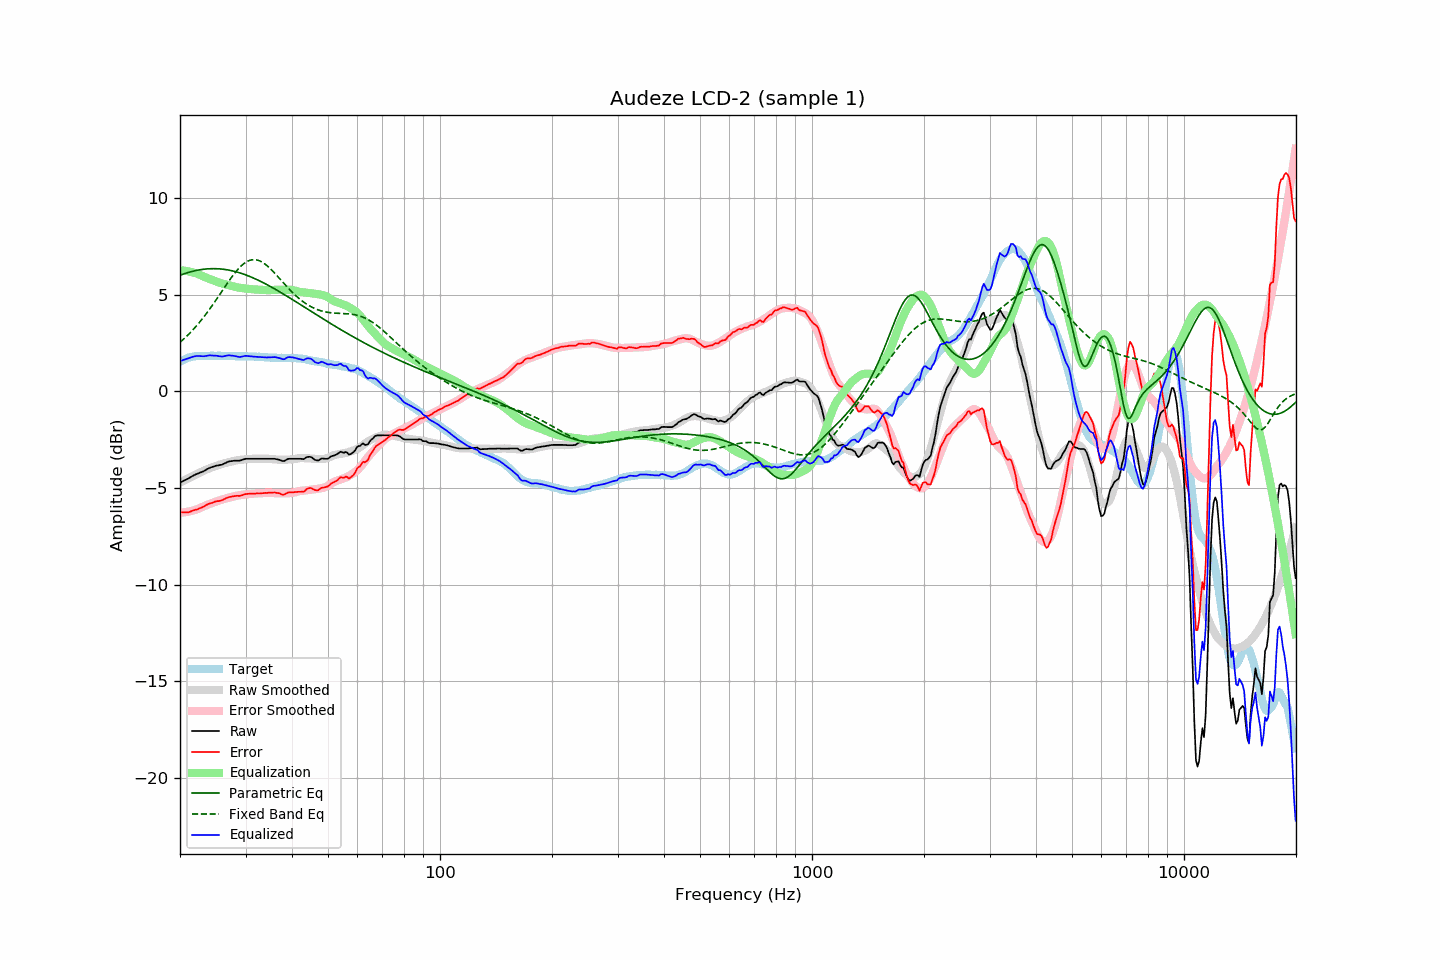 Audeze LCD-2 (sample 1)
Amplitude (dBr)
10
5
0
−5
−10
−15
−20
Target
Raw Smoothed
Error Smoothed
Raw
Error
Equalization
Parametric Eq
Fixed Band Eq
Equalized
100
1000
10000
Frequency (Hz)